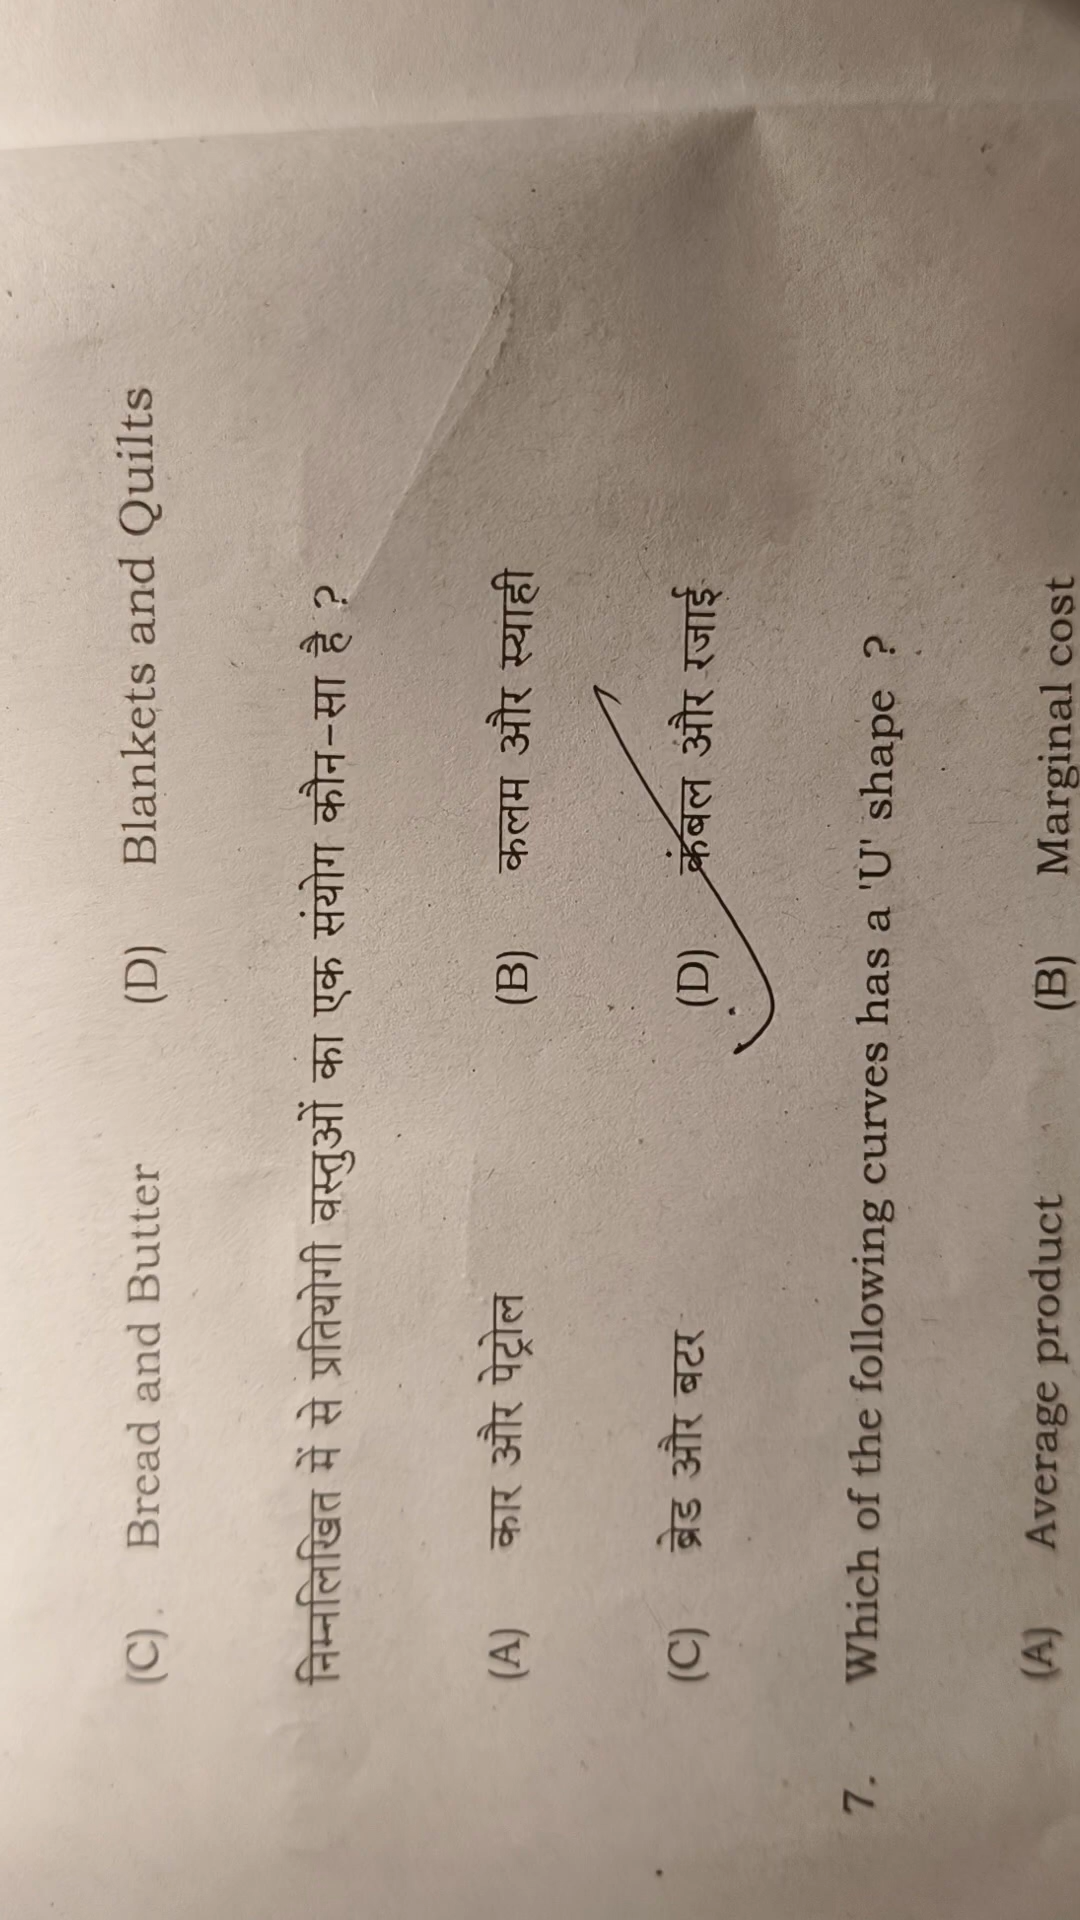 (C) Bread and Butter (D) Blankets and Quilts
निम्नलिखित में से प्रतियोगी वस्तुओं का एक संयोग कौन-सा है ?
(A) कार और पेट्रोल (B) कलम और स्याही
(C) ब्रेड और बटर (D) कंबल और रजाई
7. Which of the following curves has a 'U' shape ?
(A) Average product (B) Marginal cost